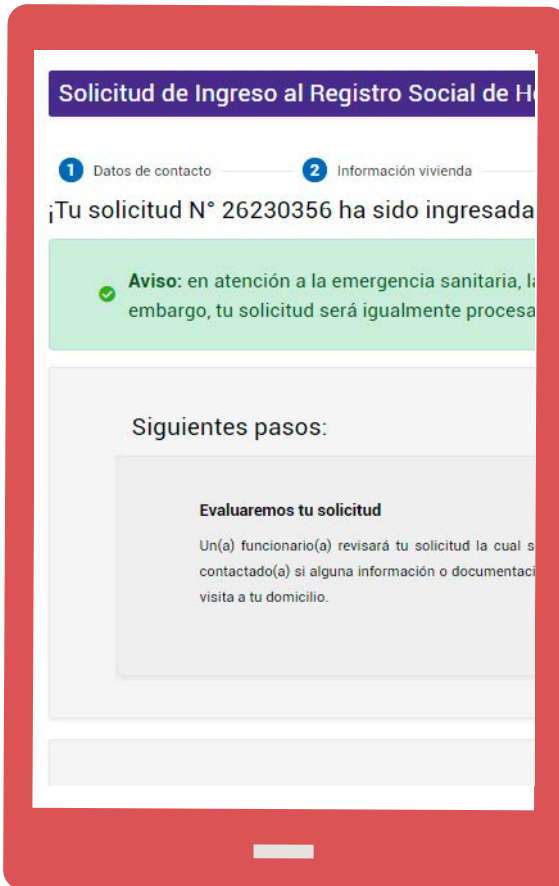 Solicitud de Ingreso al Registro Social de H
1 Datos de contacto 2 Información vivienda
¡Tu solicitud N° 26230356 ha sido ingresada
Aviso: en atención a la emergencia sanitaria, la
embargo, tu solicitud será igualmente procesa
Siguientes pasos:
Evaluaremos tu solicitud
Un(a) funcionario(a) revisará tu solicitud la cual s
contactado(a) si alguna información o documentaci
visita a tu domicilio.